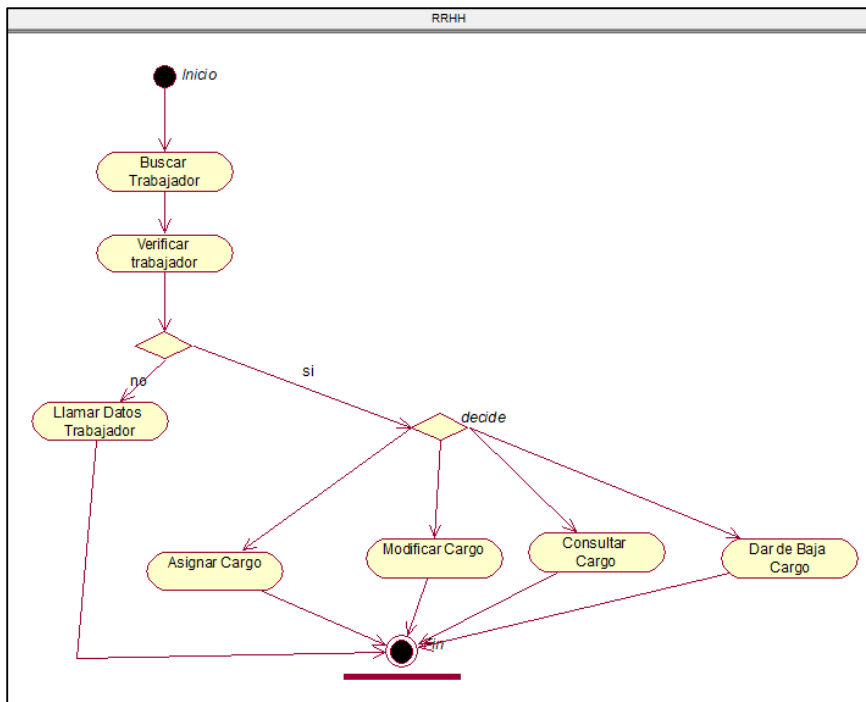 RRHH
Inicio
Buscar
Trabajador
Verificar
trabajador
si
no
Llamar Datos
Trabajador
decide
Asignar Cargo
Modificar Cargo
Consultar
Cargo
Dar de Baja
Cargo
Fin